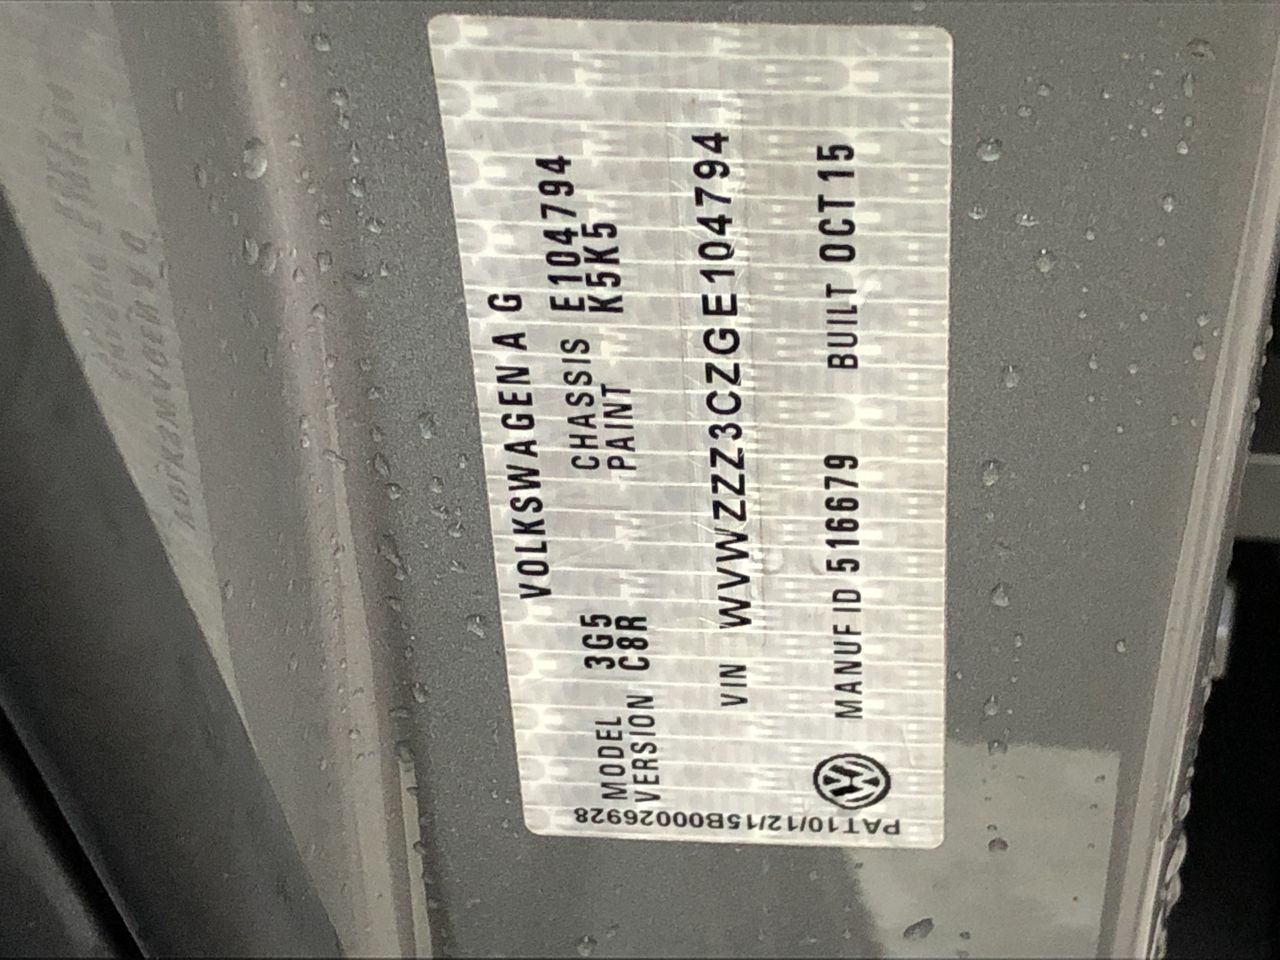 VOLKSWAGEN AG
MODEL 3G5 CHASSIS E104794
VERSION C8R PAINT K5K5
VIN WVWZZZ3CZGE104794
MANUF ID 516679 BUILT OCT 15
PAT10/12/15B00026928